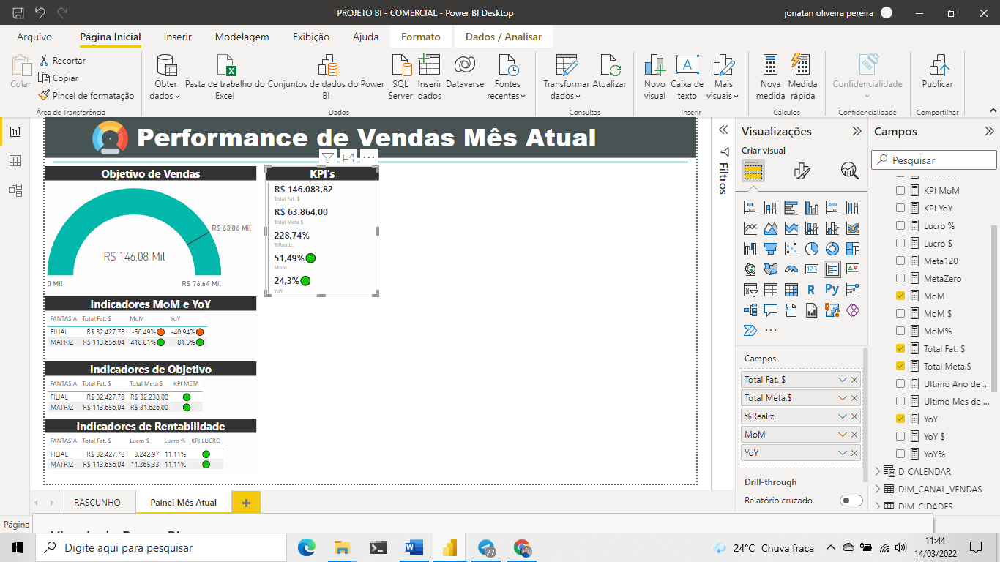 PROJETO BI - COMERCIAL - Power BI Desktop
jonatan oliveira pereira
Arquivo
Página Inicial
Inserir
Modelagem
Exibição
Ajuda
Formato
Dados / Analisar
Colar
Recortar
Copiar
Pincel de formatação
Área de Transferência
Obter dados
Pasta de trabalho do Excel
Conjuntos de dados do Power BI
SQL Server
Inserir dados
Dataverse
Fontes recentes
Dados
Transformar dados
Atualizar
Consultas
Novo visual
Caixa de texto
Mais visuais
Inserir
Nova medida
Medida rápida
Cálculos
Confidencialidade
Confidencialidade
Publicar
Compartilhar
Performance de Vendas Mês Atual
Objetivo de Vendas
R$ 63,86 Mil
R$ 146,08 Mil
0 Mil
R$ 76,64 Mil
Indicadores MoM e YoY
FANTASIA Total Fat. $ MoM YoY
FILIAL R$ 32.427,78 -56,49% -40,94%
MATRIZ R$ 113.656,04 418,81% 81,5%
Indicadores de Objetivo
FANTASIA Total Fat. $ Total Meta.$ KPI META
FILIAL R$ 32.427,78 R$ 32.238,00
MATRIZ R$ 113.656,04 R$ 31.626,00
Indicadores de Rentabilidade
FANTASIA Total Fat. $ Lucro $ Lucro % KPI LUCRO
FILIAL R$ 32.427,78 3.242,97 11,11%
MATRIZ R$ 113.656,04 11.365,33 11,11%
KPI's
R$ 146.083,82
Total Fat. $
R$ 63.864,00
Total Meta.$
228,74%
%Realiz.
51,49%
MoM
24,3%
YoY
Filtros
Visualizações
Criar visual
123
R
Py
Campos
Total Fat. $
Total Meta.$
%Realiz.
MoM
YoY
Drill-through
Relatório cruzado
Campos
Pesquisar
KPI MoM
KPI YoY
Lucro %
Lucro $
Meta120
MetaZero
MoM
MoM $
MoM%
Total Fat. $
Total Meta.$
Ultimo Ano de ...
Ultimo Mes de ...
YoY
YoY $
YoY%
D_CALENDAR
DIM_CANAL_VENDAS
DIM_CIDADES
RASCUNHO
Painel Mês Atual
Página
Digite aqui para pesquisar
27
24°C Chuva fraca
11:44
14/03/2022